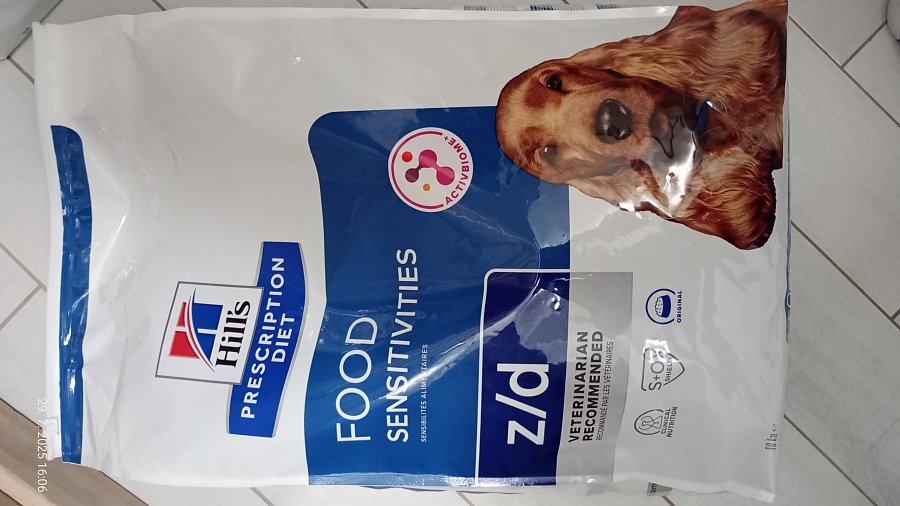 Hill's
PRESCRIPTION
DIET
ACTIVBIOME+
FOOD
SENSITIVITIES
SENSIBILITÉS ALIMENTAIRES
z/d
VETERINARIAN
RECOMMENDED
RECOMMANDÉ PAR LES VÉTÉRINAIRES
ORIGINAL
SHIELD
CLINICAL
NUTRITION
10 kg e